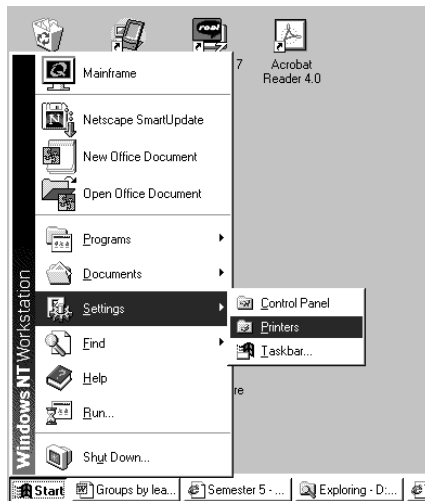 real
7
Acrobat
Reader 4.0
Mainframe
Netscape SmartUpdate
New Office Document
Open Office Document
Programs
Documents
Settings
Control Panel
Printers
Taskbar...
Find
Help
re
Run...
Shut Down...
Windows NT Workstation
Start
Groups by lea...
Semester 5 - ...
Exploring - D:...